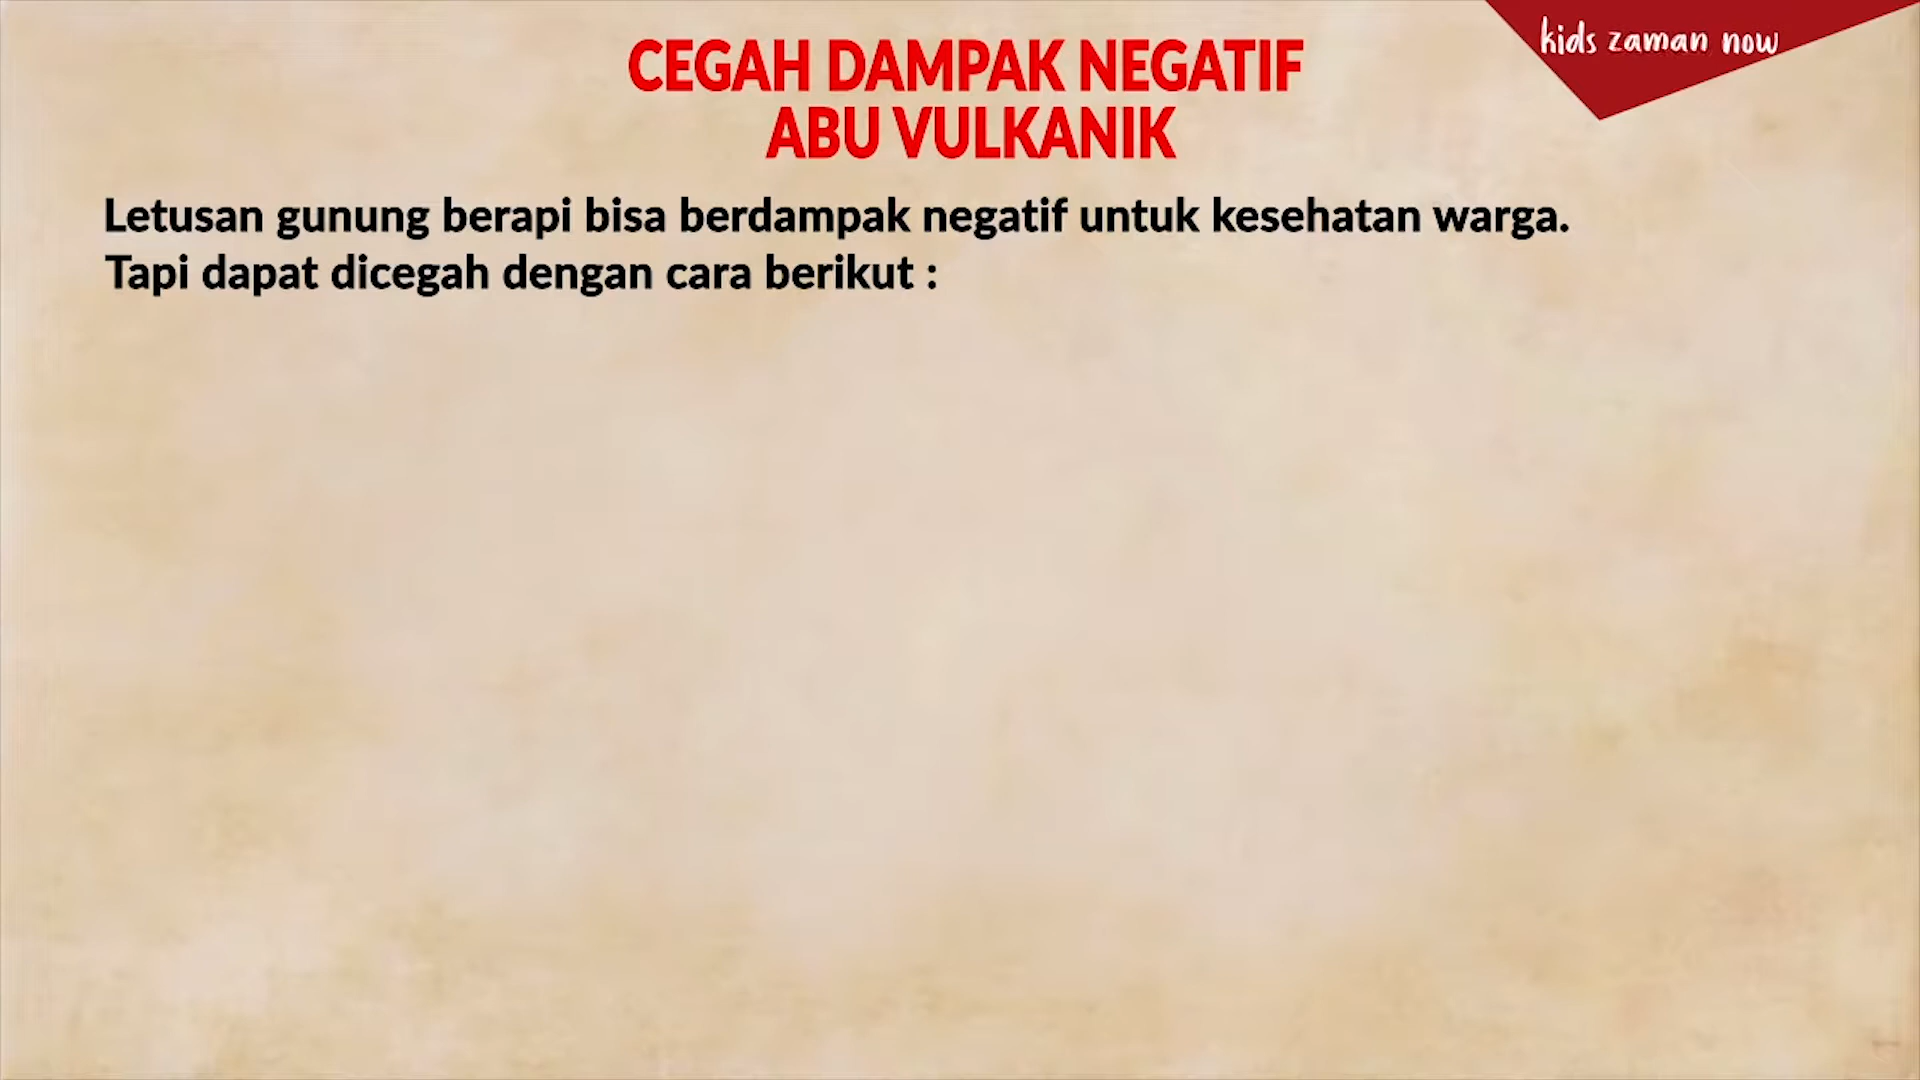 kids zaman now
CEGAH DAMPAK NEGATIF
ABU VULKANIK
Letusan gunung berapi bisa berdampak negatif untuk kesehatan warga.
Tapi dapat dicegah dengan cara berikut :